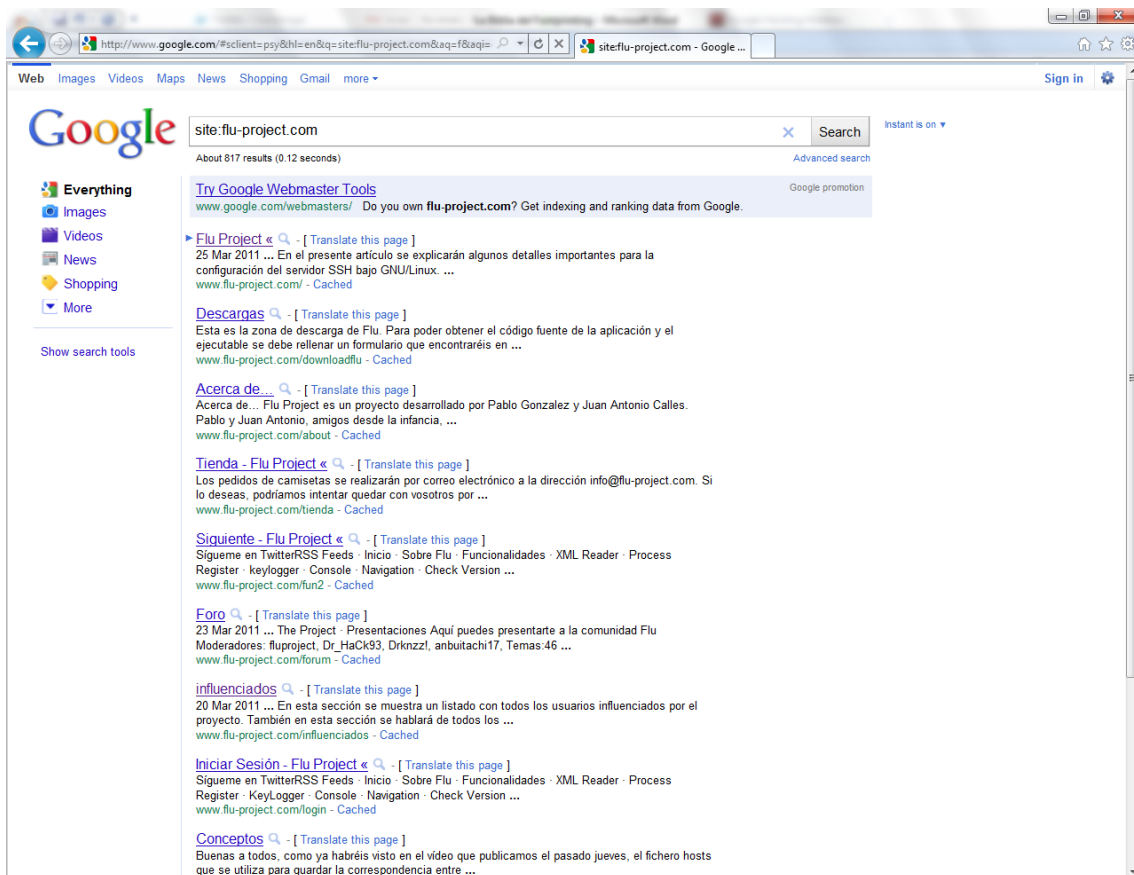 http://www.google.com/#sclient=psy&hl=en&q=site:flu-project.com&aq=f&aqi=
site:flu-project.com - Google ...
Web Images Videos Maps News Shopping Gmail more
Sign in
Google
site:flu-project.com
Search
Instant is on
About 817 results (0.12 seconds)
Advanced search
Everything
Images
Videos
News
Shopping
More
Show search tools
Try Google Webmaster Tools
Google promotion
www.google.com/webmasters/ Do you own flu-project.com? Get indexing and ranking data from Google.
Flu Project « - [ Translate this page ]
25 Mar 2011 ... En el presente artículo se explicarán algunos detalles importantes para la
configuración del servidor SSH bajo GNU/Linux. ...
www.flu-project.com/ - Cached
Descargas - [ Translate this page ]
Esta es la zona de descarga de Flu. Para poder obtener el código fuente de la aplicación y el
ejecutable se debe rellenar un formulario que encontraréis en ...
www.flu-project.com/downloadflu - Cached
Acerca de... - [ Translate this page ]
Acerca de... Flu Project es un proyecto desarrollado por Pablo Gonzalez y Juan Antonio Calles.
Pablo y Juan Antonio, amigos desde la infancia, ...
www.flu-project.com/about - Cached
Tienda - Flu Project « - [ Translate this page ]
Los pedidos de camisetas se realizarán por correo electrónico a la dirección info@flu-project.com. Si
lo deseas, podríamos intentar quedar con vosotros por ...
www.flu-project.com/tienda - Cached
Siguiente - Flu Project « - [ Translate this page ]
Sígueme en TwitterRSS Feeds · Inicio · Sobre Flu · Funcionalidades · XML Reader · Process
Register · keylogger · Console · Navigation · Check Version ...
www.flu-project.com/fun2 - Cached
Foro - [ Translate this page ]
23 Mar 2011 ... The Project · Presentaciones Aquí puedes presentarte a la comunidad Flu
Moderadores: fluproject, Dr_HaCk93, Drknzz!, anbuitachi17, Temas:46 ...
www.flu-project.com/forum - Cached
influenciados - [ Translate this page ]
20 Mar 2011 ... En esta sección se muestra un listado con todos los usuarios influenciados por el
proyecto. También en esta sección se hablará de todos los ...
www.flu-project.com/influenciados - Cached
Iniciar Sesión - Flu Project « - [ Translate this page ]
Sígueme en TwitterRSS Feeds · Inicio · Sobre Flu · Funcionalidades · XML Reader · Process
Register · KeyLogger · Console · Navigation · Check Version ...
www.flu-project.com/login - Cached
Conceptos - [ Translate this page ]
Buenas a todos, como ya habréis visto en el vídeo que publicamos el pasado jueves, el fichero hosts
que se utiliza para guardar la correspondencia entre ...